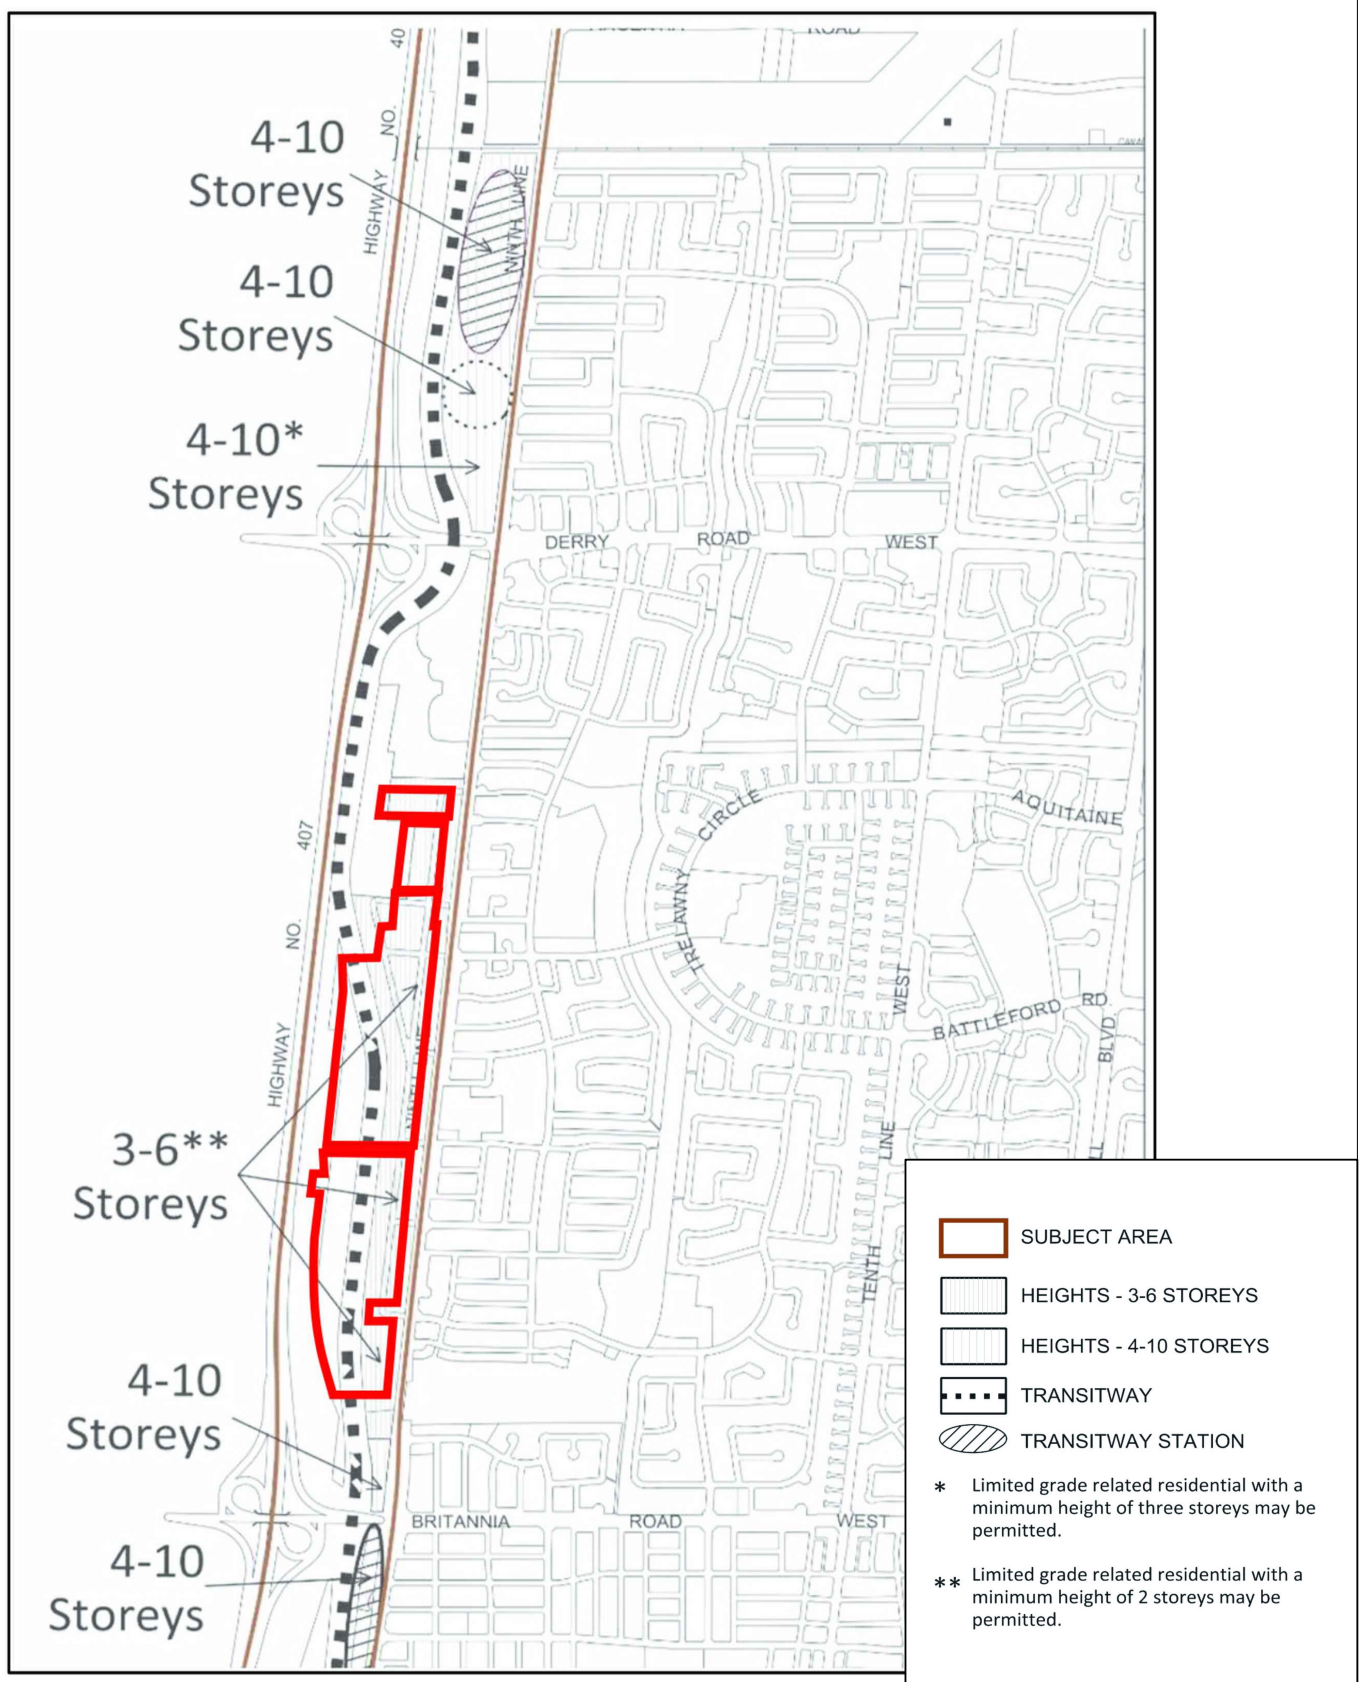 ROAD
40
NO.
HIGHWAY
4-10
Storeys
NINTH LINE
4-10
Storeys
4-10*
Storeys
DERRY ROAD WEST
AQUITAINE
CIRCLE
TRELAWNY
407
NO.
HIGHWAY
WEST
BATTLEFORD RD.
BLVD.
3-6**
Storeys
LINE
TENTH
4-10
Storeys
BRITANNIA ROAD WEST
4-10
Storeys
SUBJECT AREA
HEIGHTS - 3-6 STOREYS
HEIGHTS - 4-10 STOREYS
TRANSITWAY
TRANSITWAY STATION
* Limited grade related residential with a
minimum height of three storeys may be
permitted.
** Limited grade related residential with a
minimum height of 2 storeys may be
permitted.